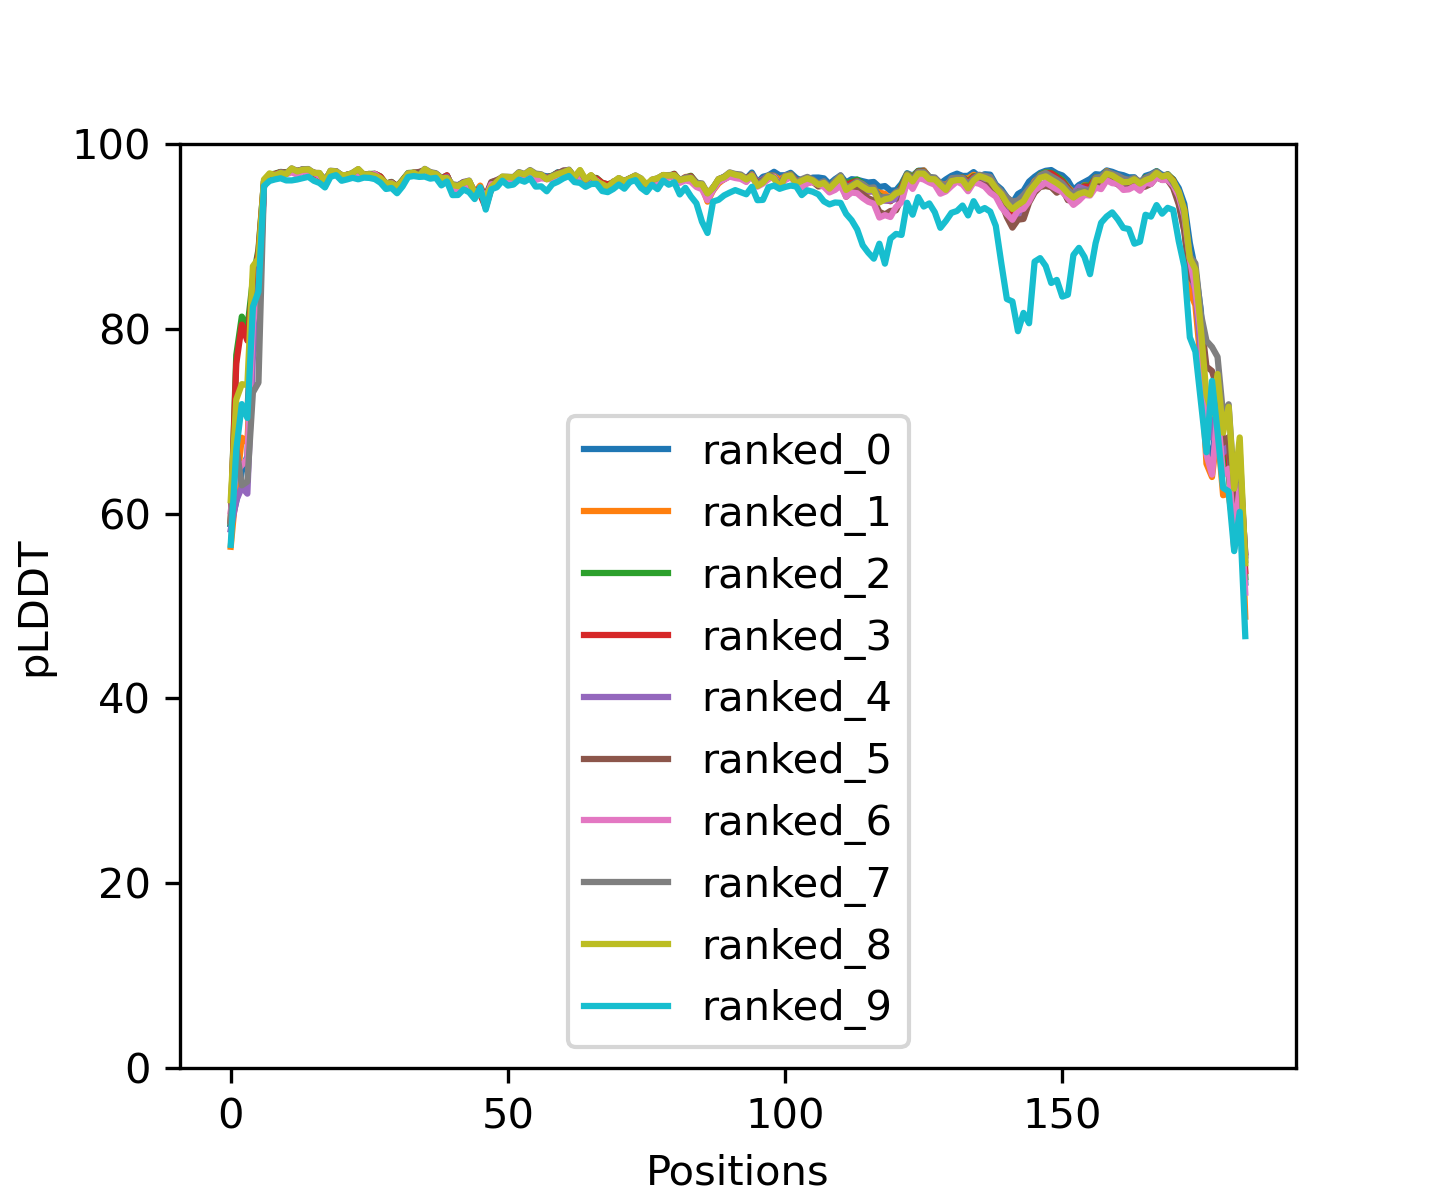 100
80
60
40
20
0
pLDDT
ranked_0
ranked_1
ranked_2
ranked_3
ranked_4
ranked_5
ranked_6
ranked_7
ranked_8
ranked_9
0 50 100 150
Positions